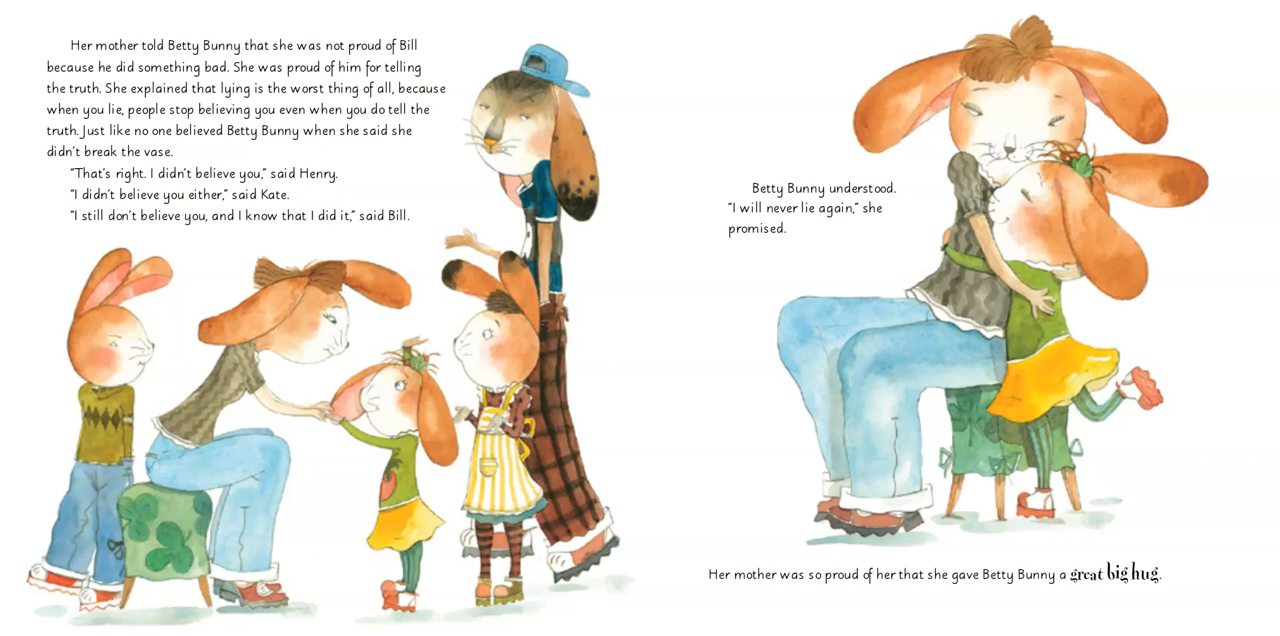 Her mother told Betty Bunny that she was not proud of Bill
because he did something bad. She was proud of him for telling
the truth. She explained that lying is the worst thing of all, because
when you lie, people stop believing you even when you do tell the
truth. Just like no one believed Betty Bunny when she said she
didn't break the vase.
"That's right. I didn't believe you," said Henry.
"I didn't believe you either," said Kate.
"I still don't believe you, and I know that I did it," said Bill.
Betty Bunny understood.
"I will never lie again," she
promised.
Her mother was so proud of her that she gave Betty Bunny a great big hug.